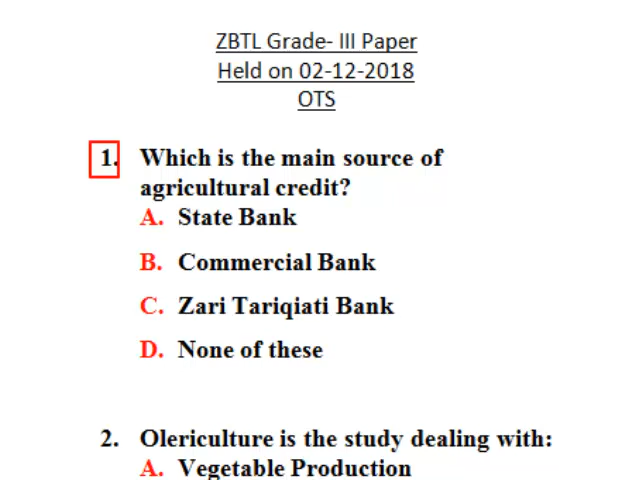 ZBTL Grade- III Paper
Held on 02-12-2018
OTS
1. Which is the main source of
agricultural credit?
A. State Bank
B. Commercial Bank
C. Zari Tariqiati Bank
D. None of these
2. Olericulture is the study dealing with:
A. Vegetable Production